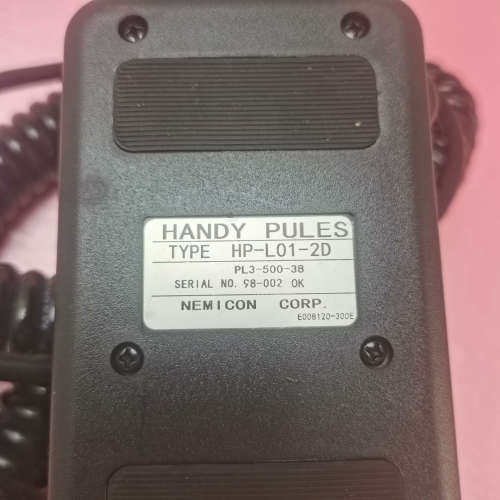 HANDY PULES
TYPE HP-L01-2D
PL3-500-38
SERIAL NO. 98-002 OK
NEMICON CORP.
E008120-300E